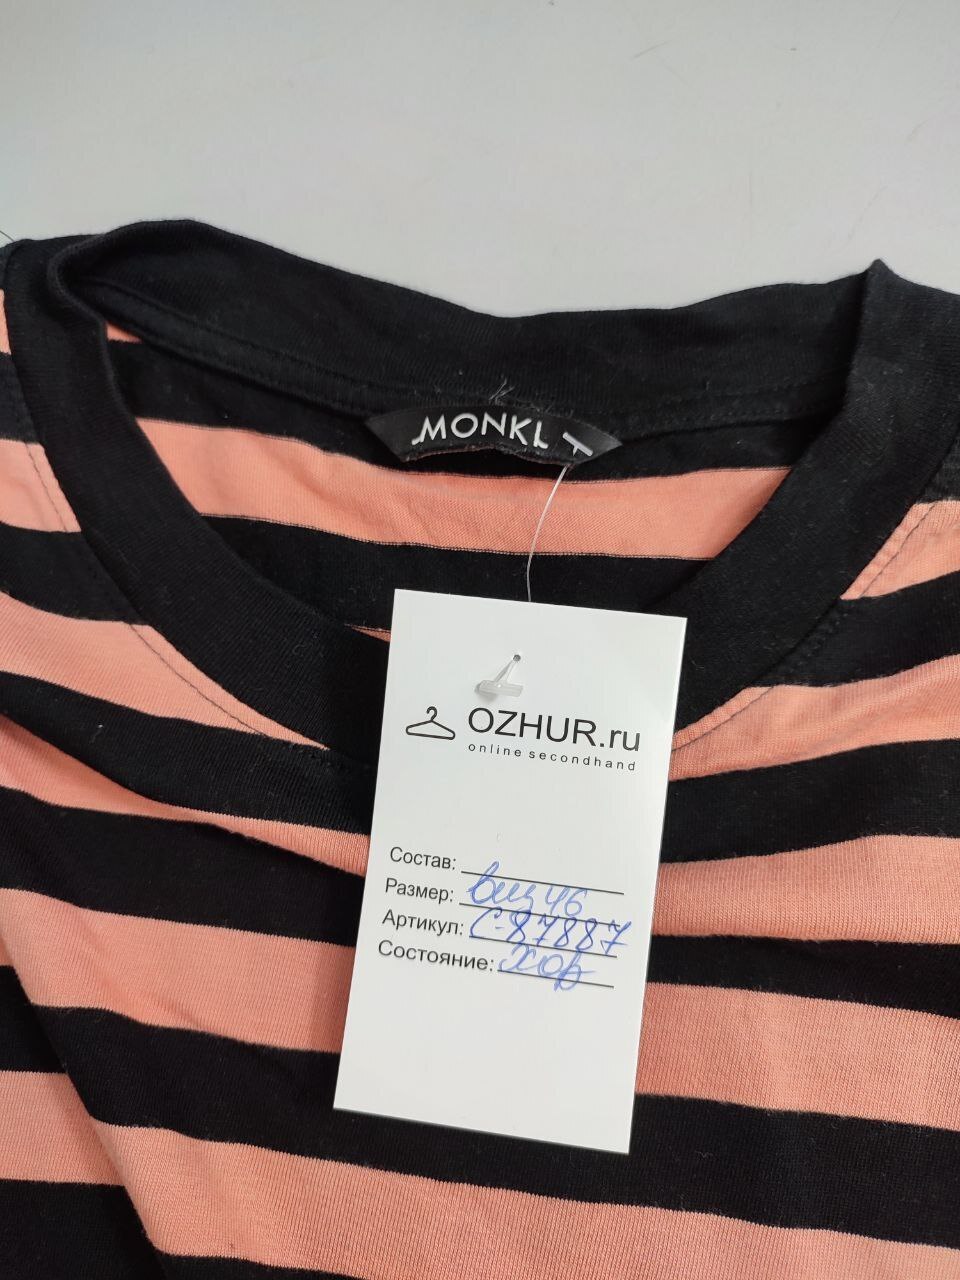 MONKI
OZHUR.ru
online secondhand
Состав:
Размер: виз 46
Артикул: С-87887
Состояние: хор